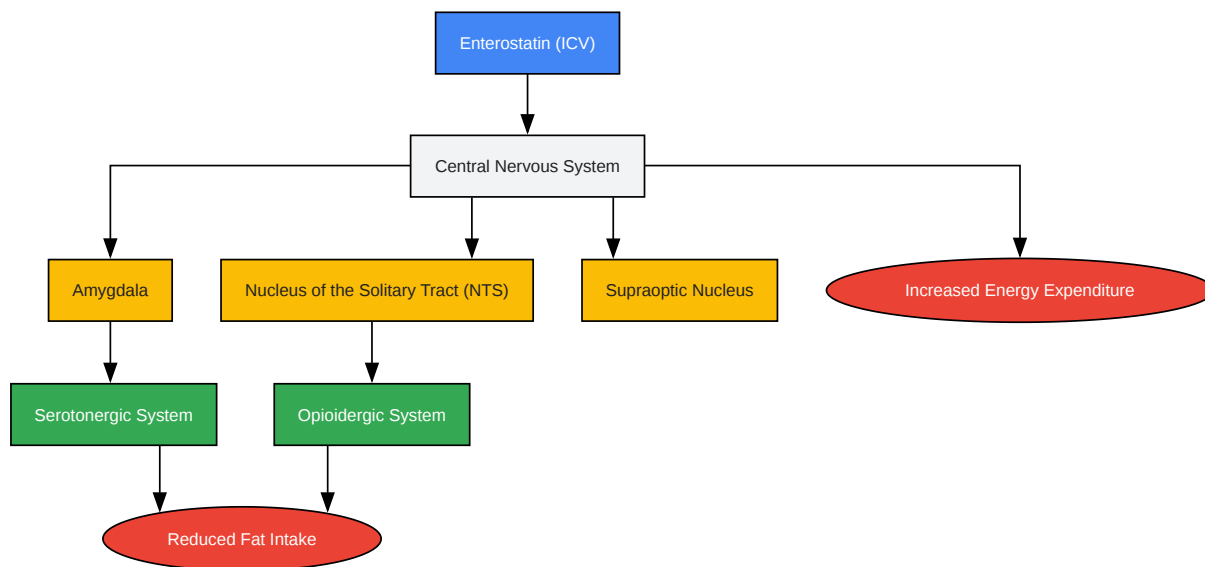 Enterostatin (ICV)
Central Nervous System
Amygdala
Nucleus of the Solitary Tract (NTS)
Supraoptic Nucleus
Increased Energy Expenditure
Serotonergic System
Opioidergic System
Reduced Fat Intake